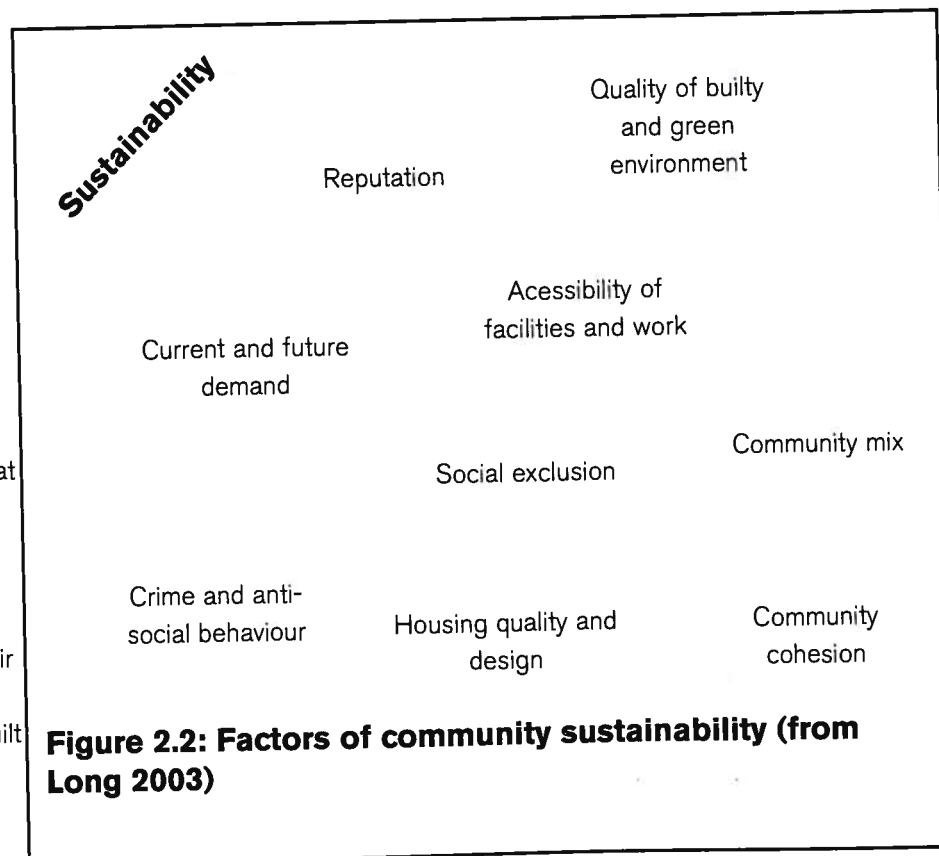 Sustainability
Quality of builty
and green
environment
Reputation
Acessibility of
facilities and work
Current and future
demand
Community mix
at
Social exclusion
Crime and anti-
social behaviour
Housing quality and
design
Community
cohesion
ir
ilt
Figure 2.2: Factors of community sustainability (from
Long 2003)